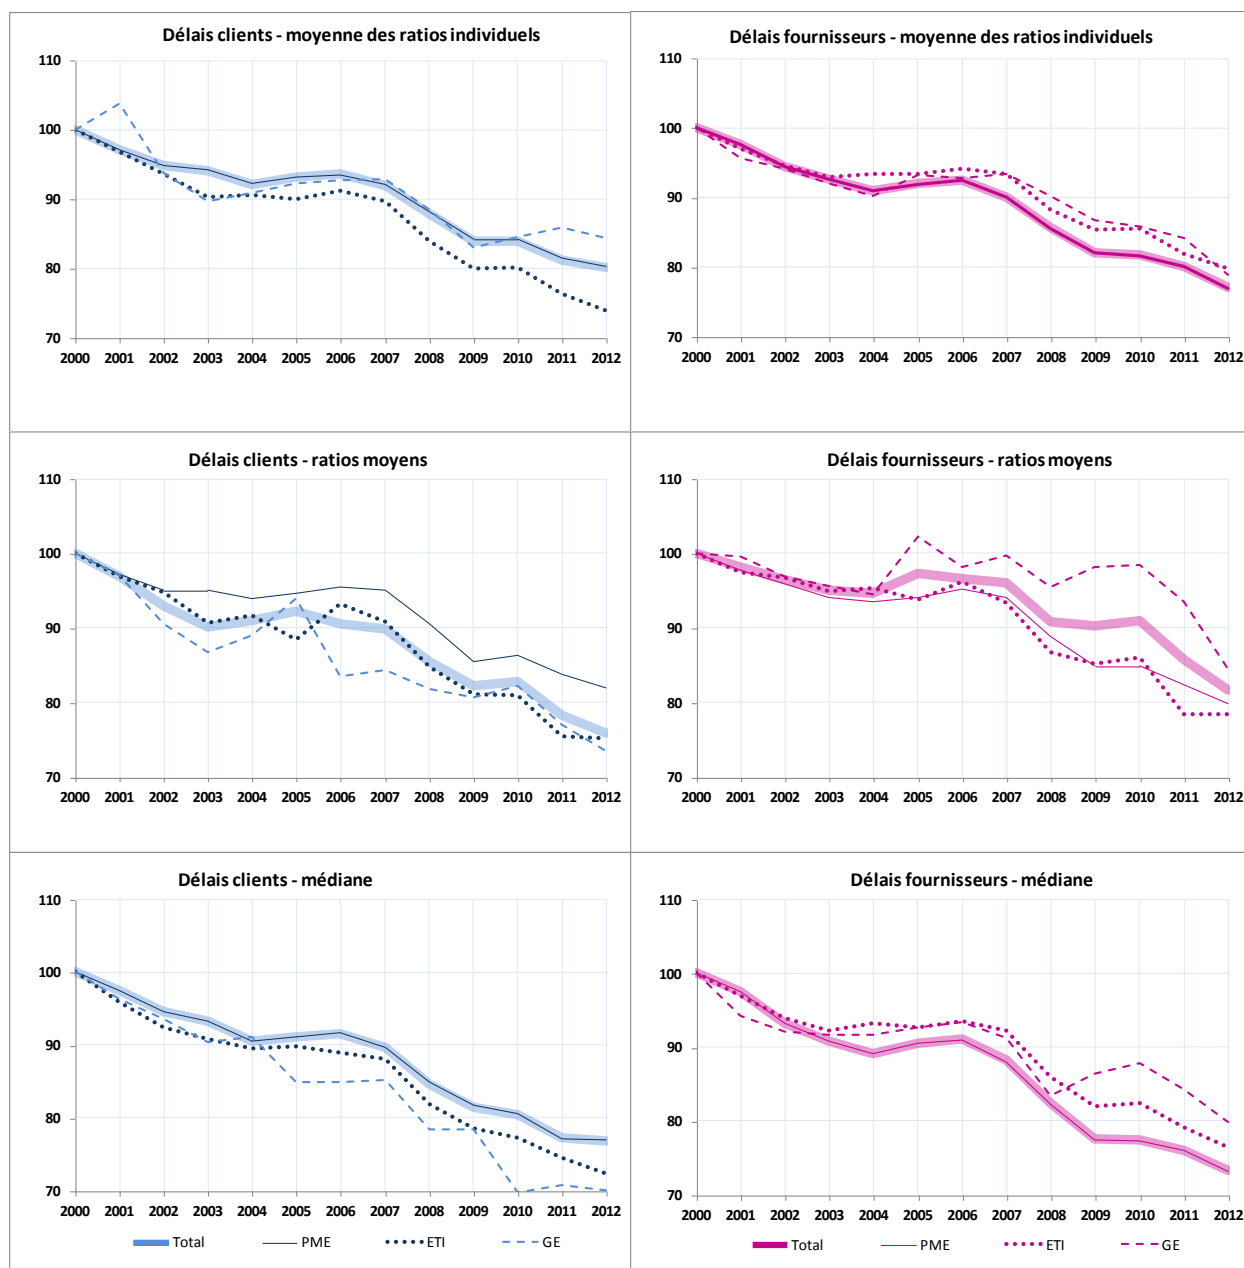 Délais clients - moyenne des ratios individuels
110
100
90
80
70
2000 2001 2002 2003 2004 2005 2006 2007 2008 2009 2010 2011 2012
Délais fournisseurs - moyenne des ratios individuels
110
100
90
80
70
2000 2001 2002 2003 2004 2005 2006 2007 2008 2009 2010 2011 2012
Délais clients - ratios moyens
110
100
90
80
70
2000 2001 2002 2003 2004 2005 2006 2007 2008 2009 2010 2011 2012
Délais fournisseurs - ratios moyens
110
100
90
80
70
2000 2001 2002 2003 2004 2005 2006 2007 2008 2009 2010 2011 2012
Délais clients - médiane
110
100
90
80
70
2000 2001 2002 2003 2004 2005 2006 2007 2008 2009 2010 2011 2012
Total PME ETI GE
Délais fournisseurs - médiane
110
100
90
80
70
2000 2001 2002 2003 2004 2005 2006 2007 2008 2009 2010 2011 2012
Total PME ETI GE